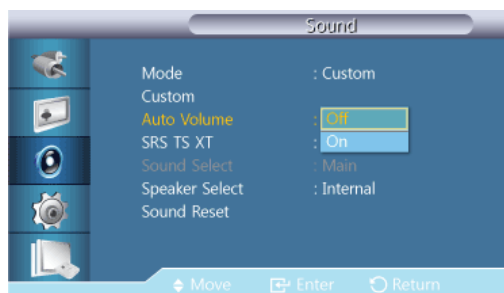 Sound
Mode : Custom
Custom
Auto Volume : Off
SRS TS XT : On
Sound Select : Main
Speaker Select : Internal
Sound Reset
Move Enter Return